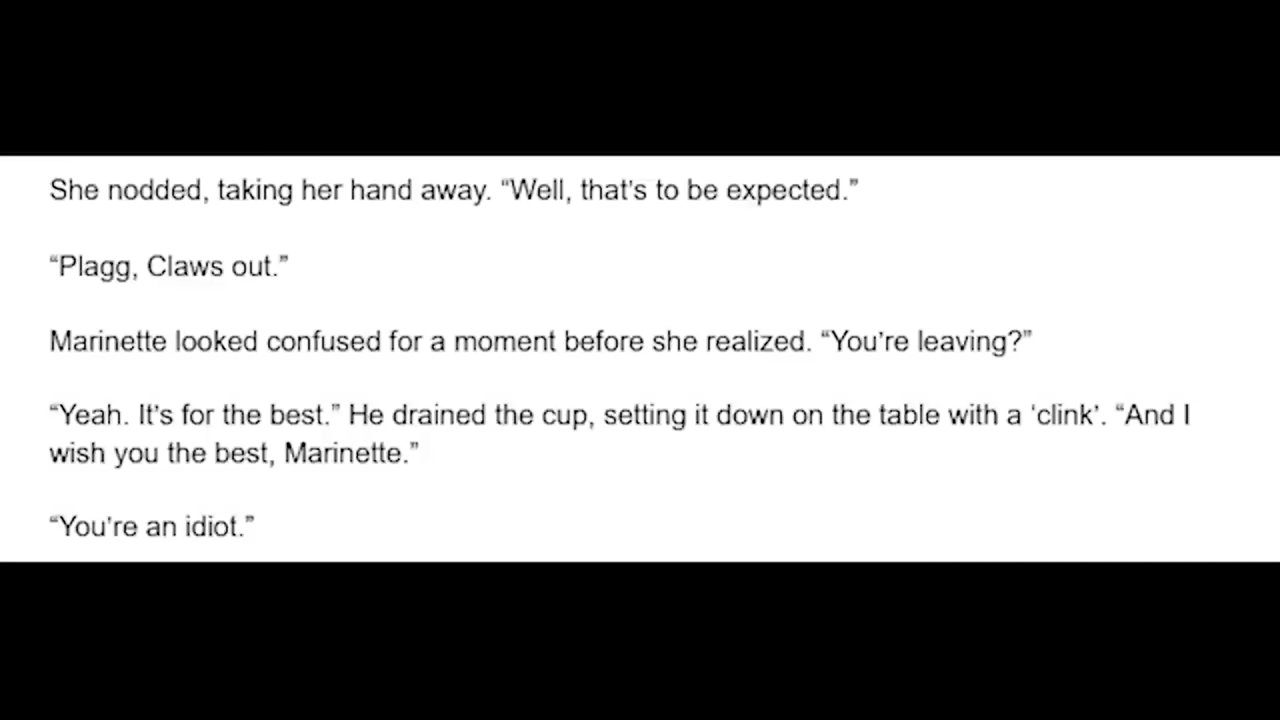 She nodded, taking her hand away. “Well, that’s to be expected.”
“Plagg, Claws out.”
Marinette looked confused for a moment before she realized. “You’re leaving?”
“Yeah. It’s for the best.” He drained the cup, setting it down on the table with a ‘clink’. “And I
wish you the best, Marinette.”
“You’re an idiot.”